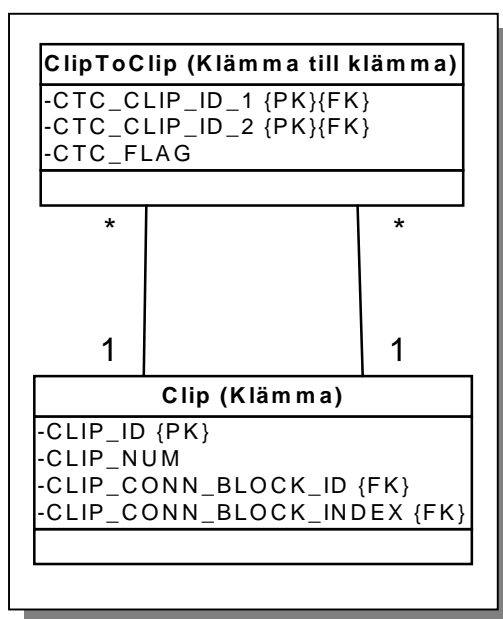 ClipToClip (Klämma till klämma)
-CTC_CLIP_ID_1 {PK}{FK}
-CTC_CLIP_ID_2 {PK}{FK}
-CTC_FLAG
* *
1 1
Clip (Klämma)
-CLIP_ID {PK}
-CLIP_NUM
-CLIP_CONN_BLOCK_ID {FK}
-CLIP_CONN_BLOCK_INDEX {FK}